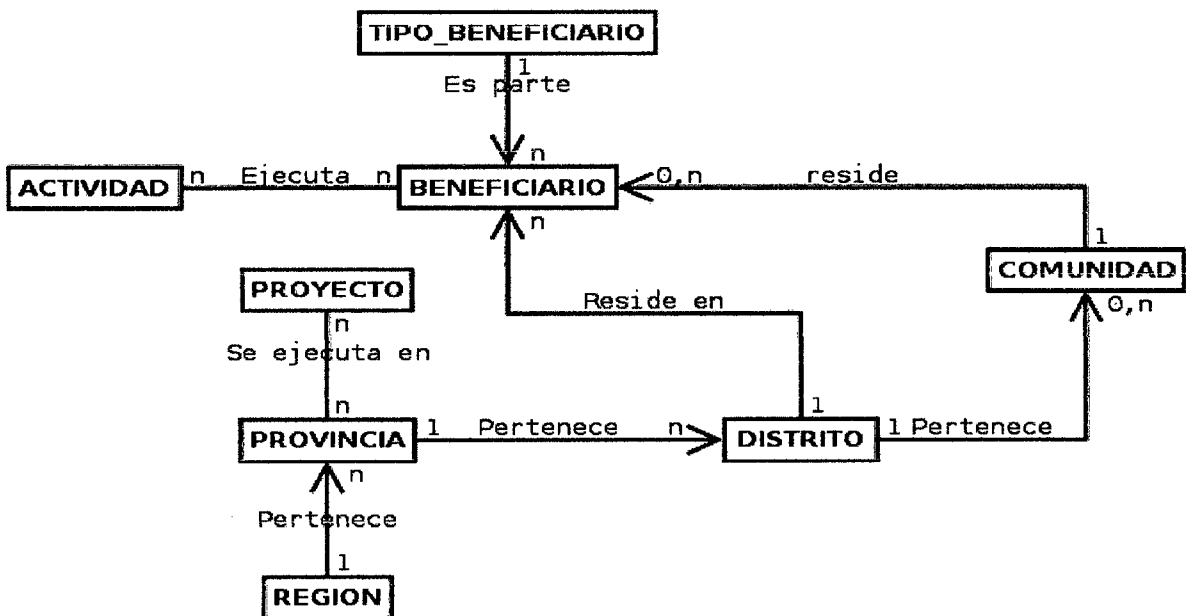 TIPO_BENEFICIARIO
1
Es parte
n
ACTIVIDAD n Ejecuta n BENEFICIARIO 0,n reside
n
1
COMUNIDAD
0,n
PROYECTO
n
Reside en
Se ejecuta en
n
1
PROVINCIA 1 Pertenece n DISTRITO 1 Pertenece
n
Pertenece
1
REGION